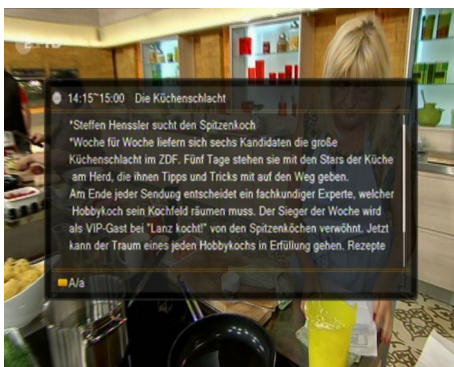 14:15~15:00 Die Küchenschlacht
*Steffen Henssler sucht den Spitzenkoch
*Woche für Woche liefern sich sechs Kandidaten die große
Küchenschlacht im ZDF. Fünf Tage stehen sie mit den Stars der Küche
am Herd, die ihnen Tipps und Tricks mit auf den Weg geben.
Am Ende jeder Sendung entscheidet ein fachkundiger Experte, welcher
Hobbykoch sein Kochfeld räumen muss. Der Sieger der Woche wird
als VIP-Gast bei "Lanz kocht!" von den Spitzenköchen verwöhnt. Jetzt
kann der Traum eines jeden Hobbykochs in Erfüllung gehen. Rezepte
A/a